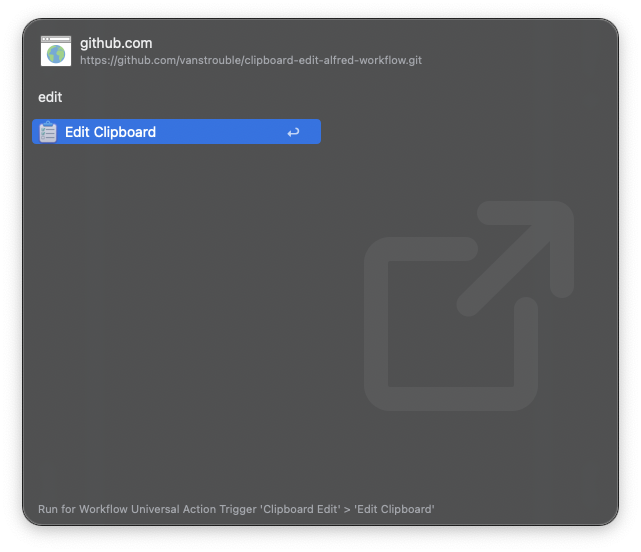 github.com
https://github.com/vanstrouble/clipboard-edit-alfred-workflow.git
edit
Edit Clipboard
Run for Workflow Universal Action Trigger 'Clipboard Edit' > 'Edit Clipboard'